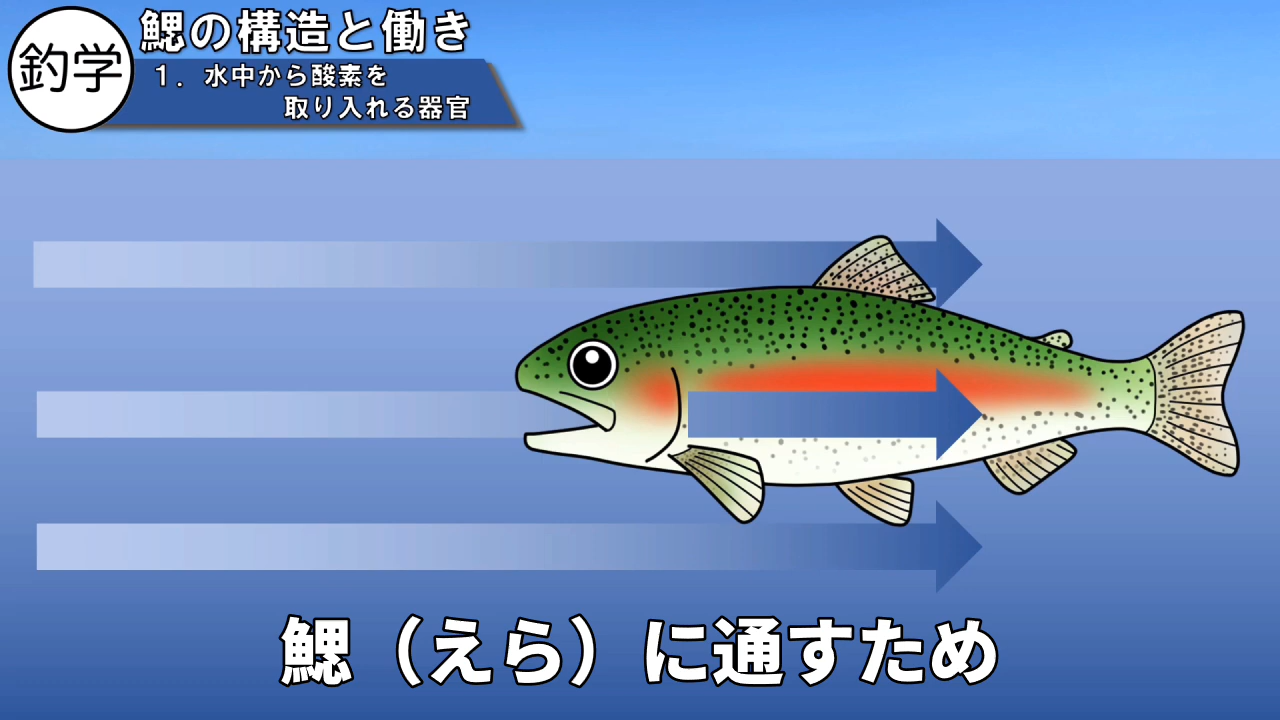 釣学
鰓の構造と働き
１．水中から酸素を
取り入れる器官
鰓（えら）に通すため